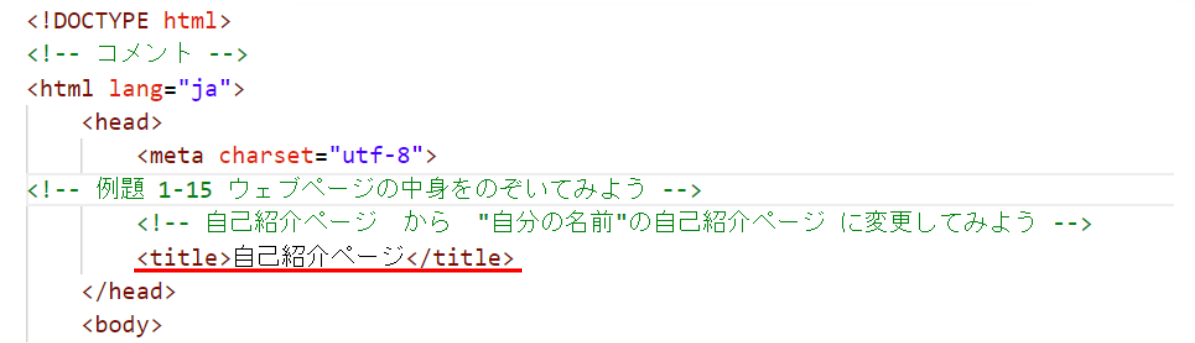 <!DOCTYPE html>
<!-- コメント -->
<html lang="ja">
<head>
<meta charset="utf-8">
<!-- 例題 1-15 ウェブページの中身をのぞいてみよう -->
<!-- 自己紹介ページ　から　"自分の名前"の自己紹介ページ に変更してみよう -->
<title>自己紹介ページ</title>
</head>
<body>